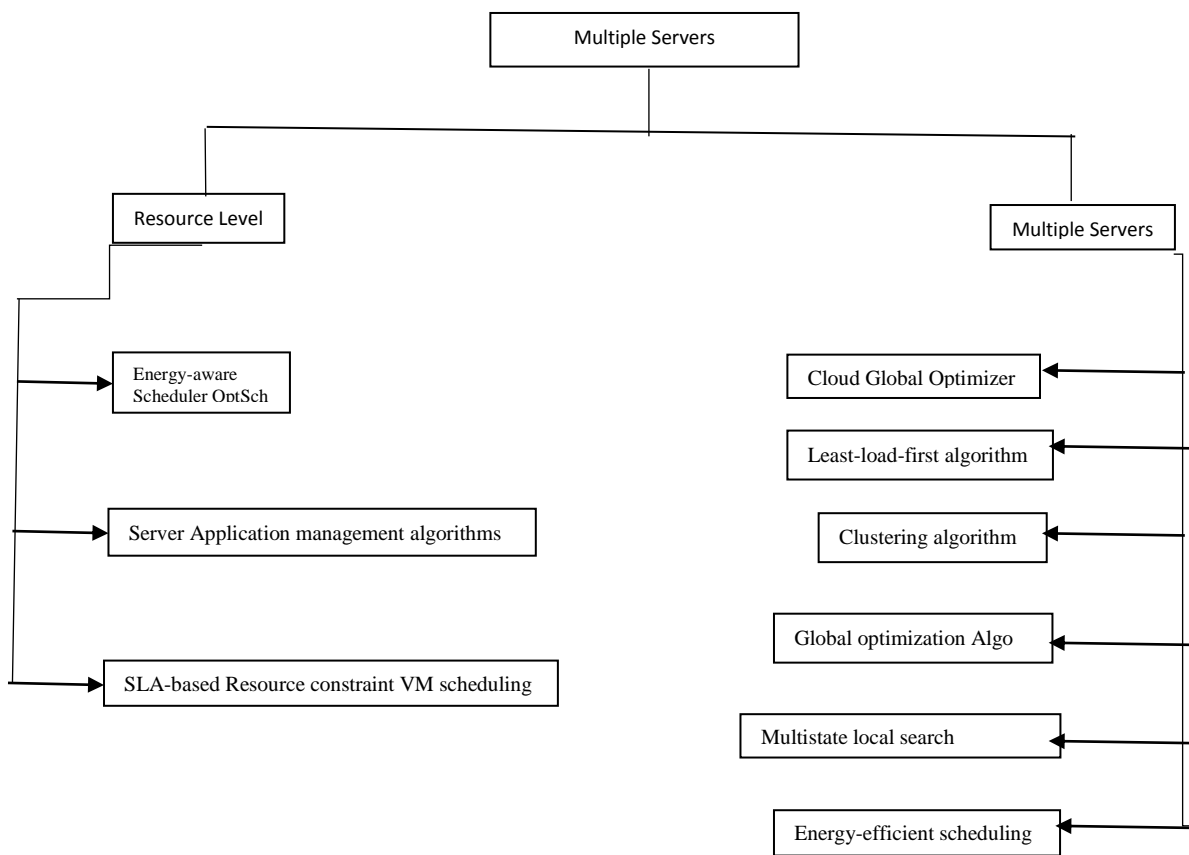 Multiple Servers
Resource Level
Multiple Servers
Energy-aware
Scheduler OptSch
Server Application management algorithms
SLA-based Resource constraint VM scheduling
Cloud Global Optimizer
Least-load-first algorithm
Clustering algorithm
Global optimization Algo
Multistate local search
Energy-efficient scheduling